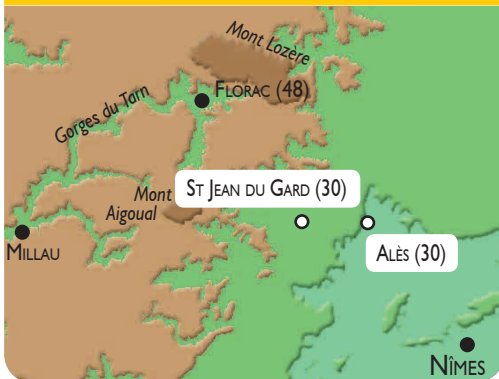 Mont Lozère
FLORAC (48)
Gorges du Tarn
ST JEAN DU GARD (30)
Mont
Aigoual
MILLAU
ALÈS (30)
NÎMES